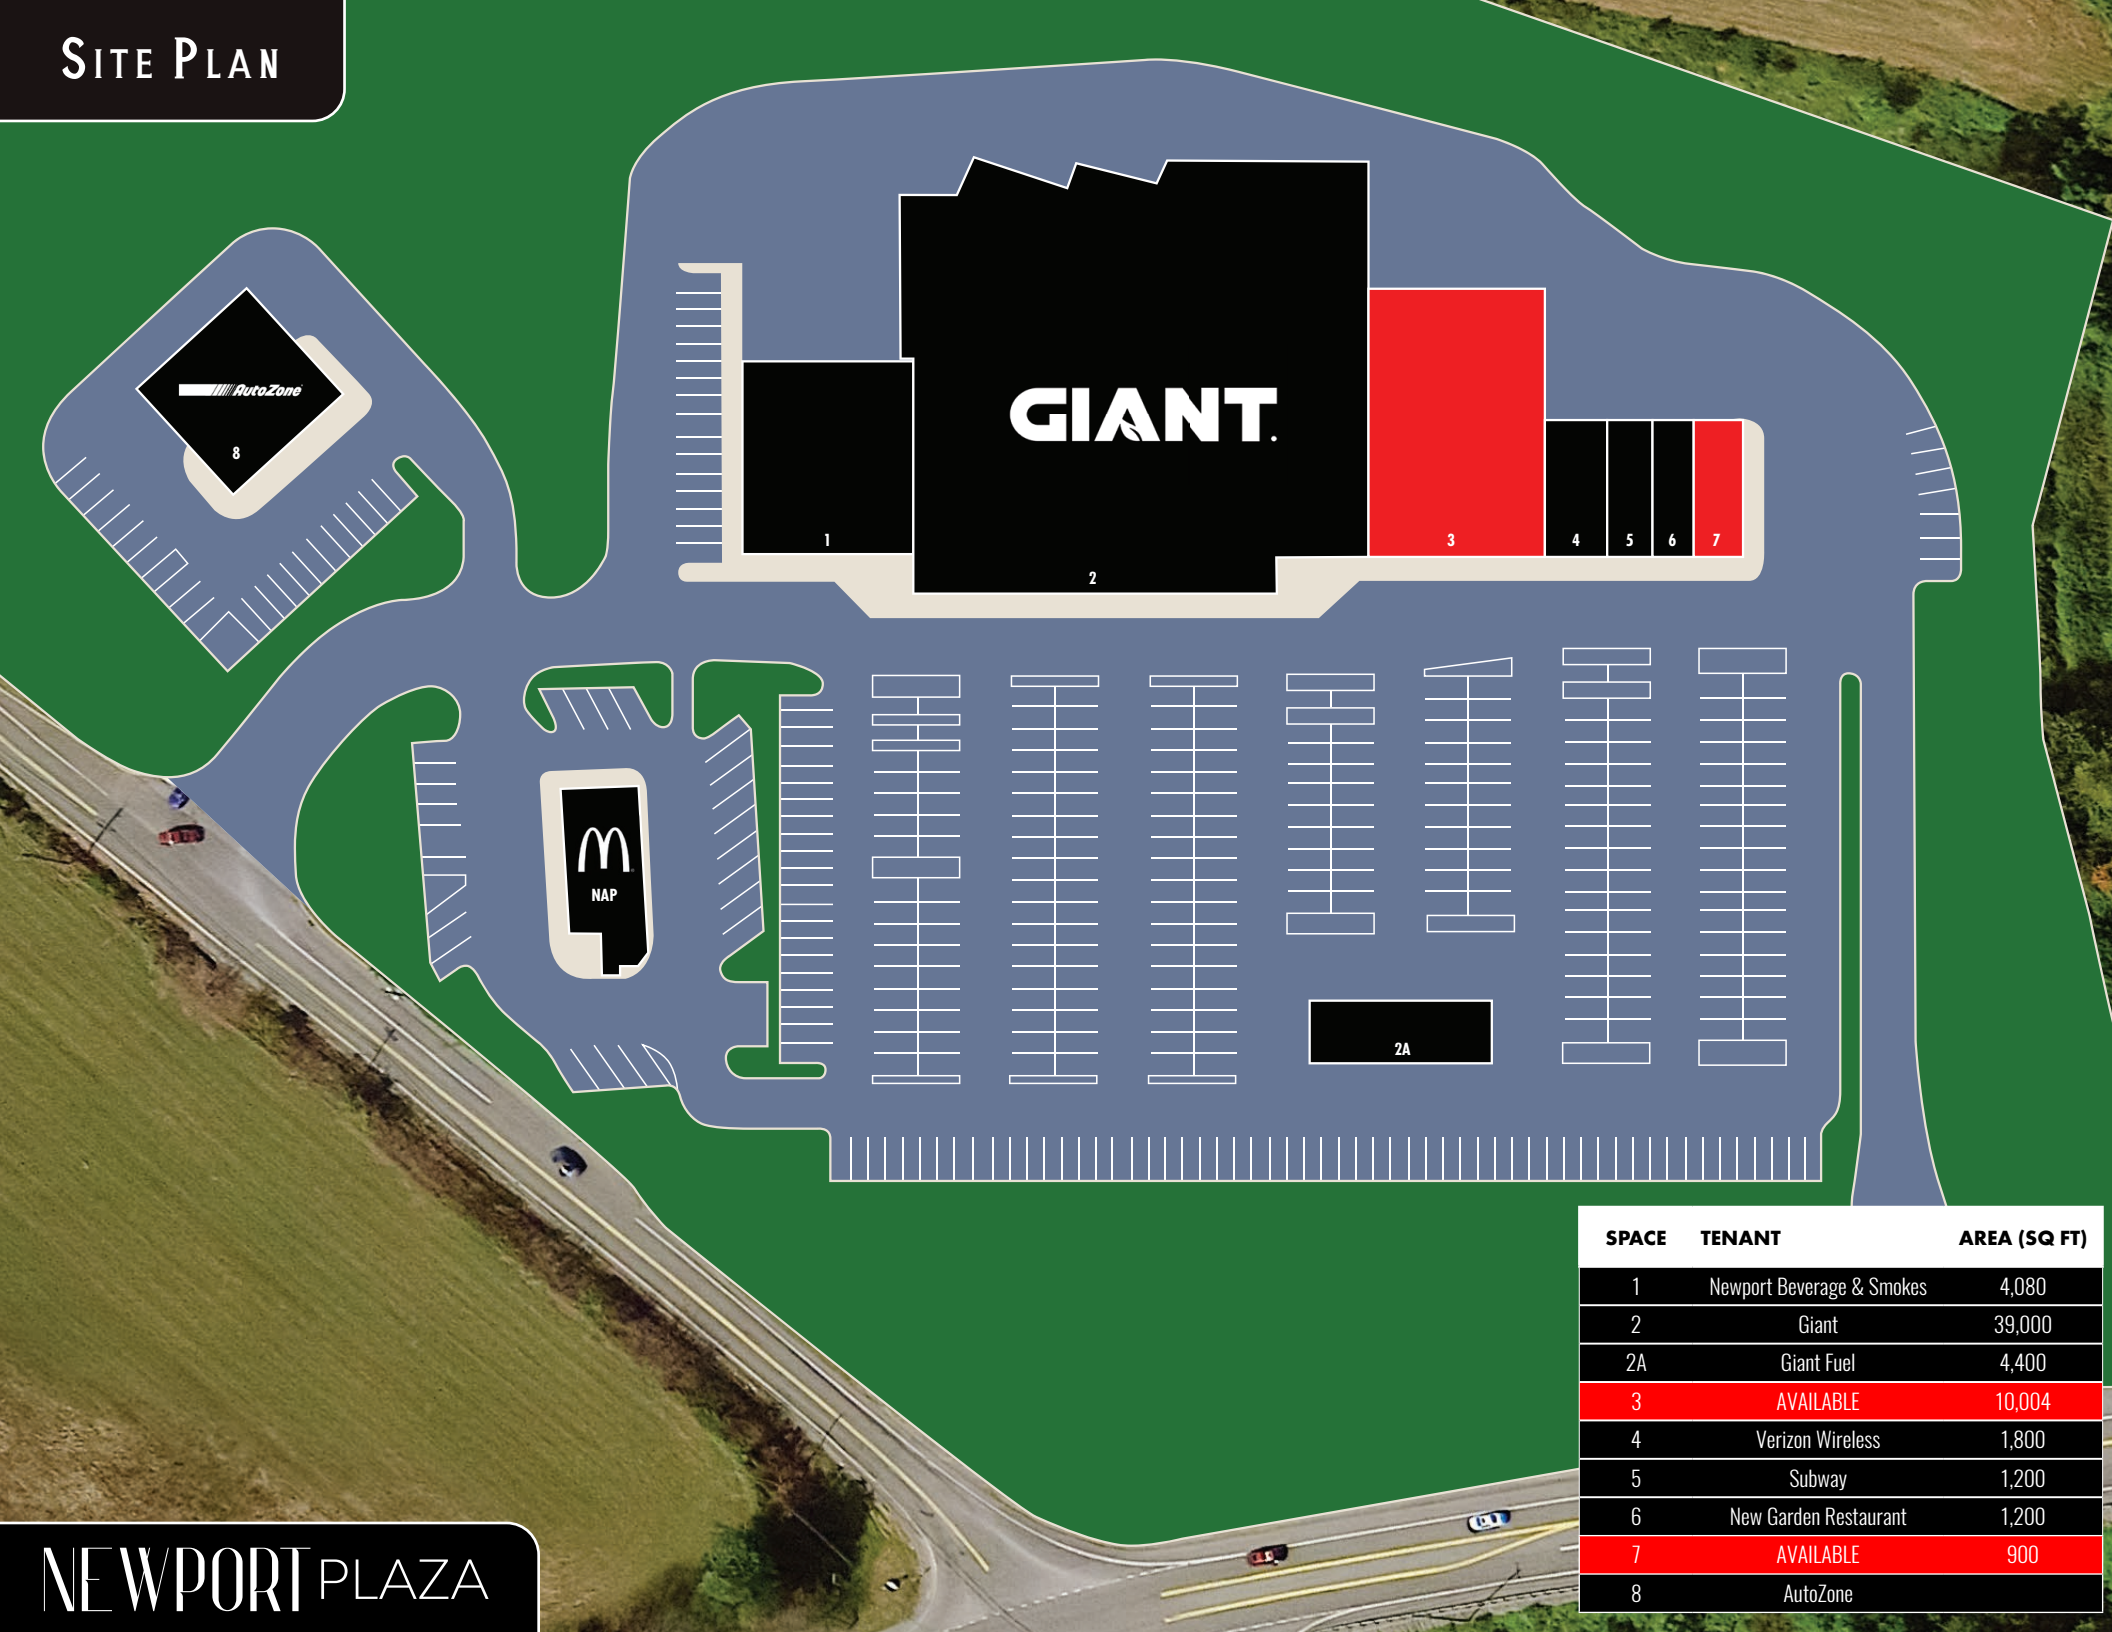 SITE PLAN
AutoZone
8
GIANT.
1
2
3
4
5
6
7
NAP
2A
SPACE TENANT AREA (SQ FT)
1 Newport Beverage & Smokes 4,080
2 Giant 39,000
2A Giant Fuel 4,400
3 AVAILABLE 10,004
4 Verizon Wireless 1,800
5 Subway 1,200
6 New Garden Restaurant 1,200
7 AVAILABLE 900
8 AutoZone
NEWPORT PLAZA